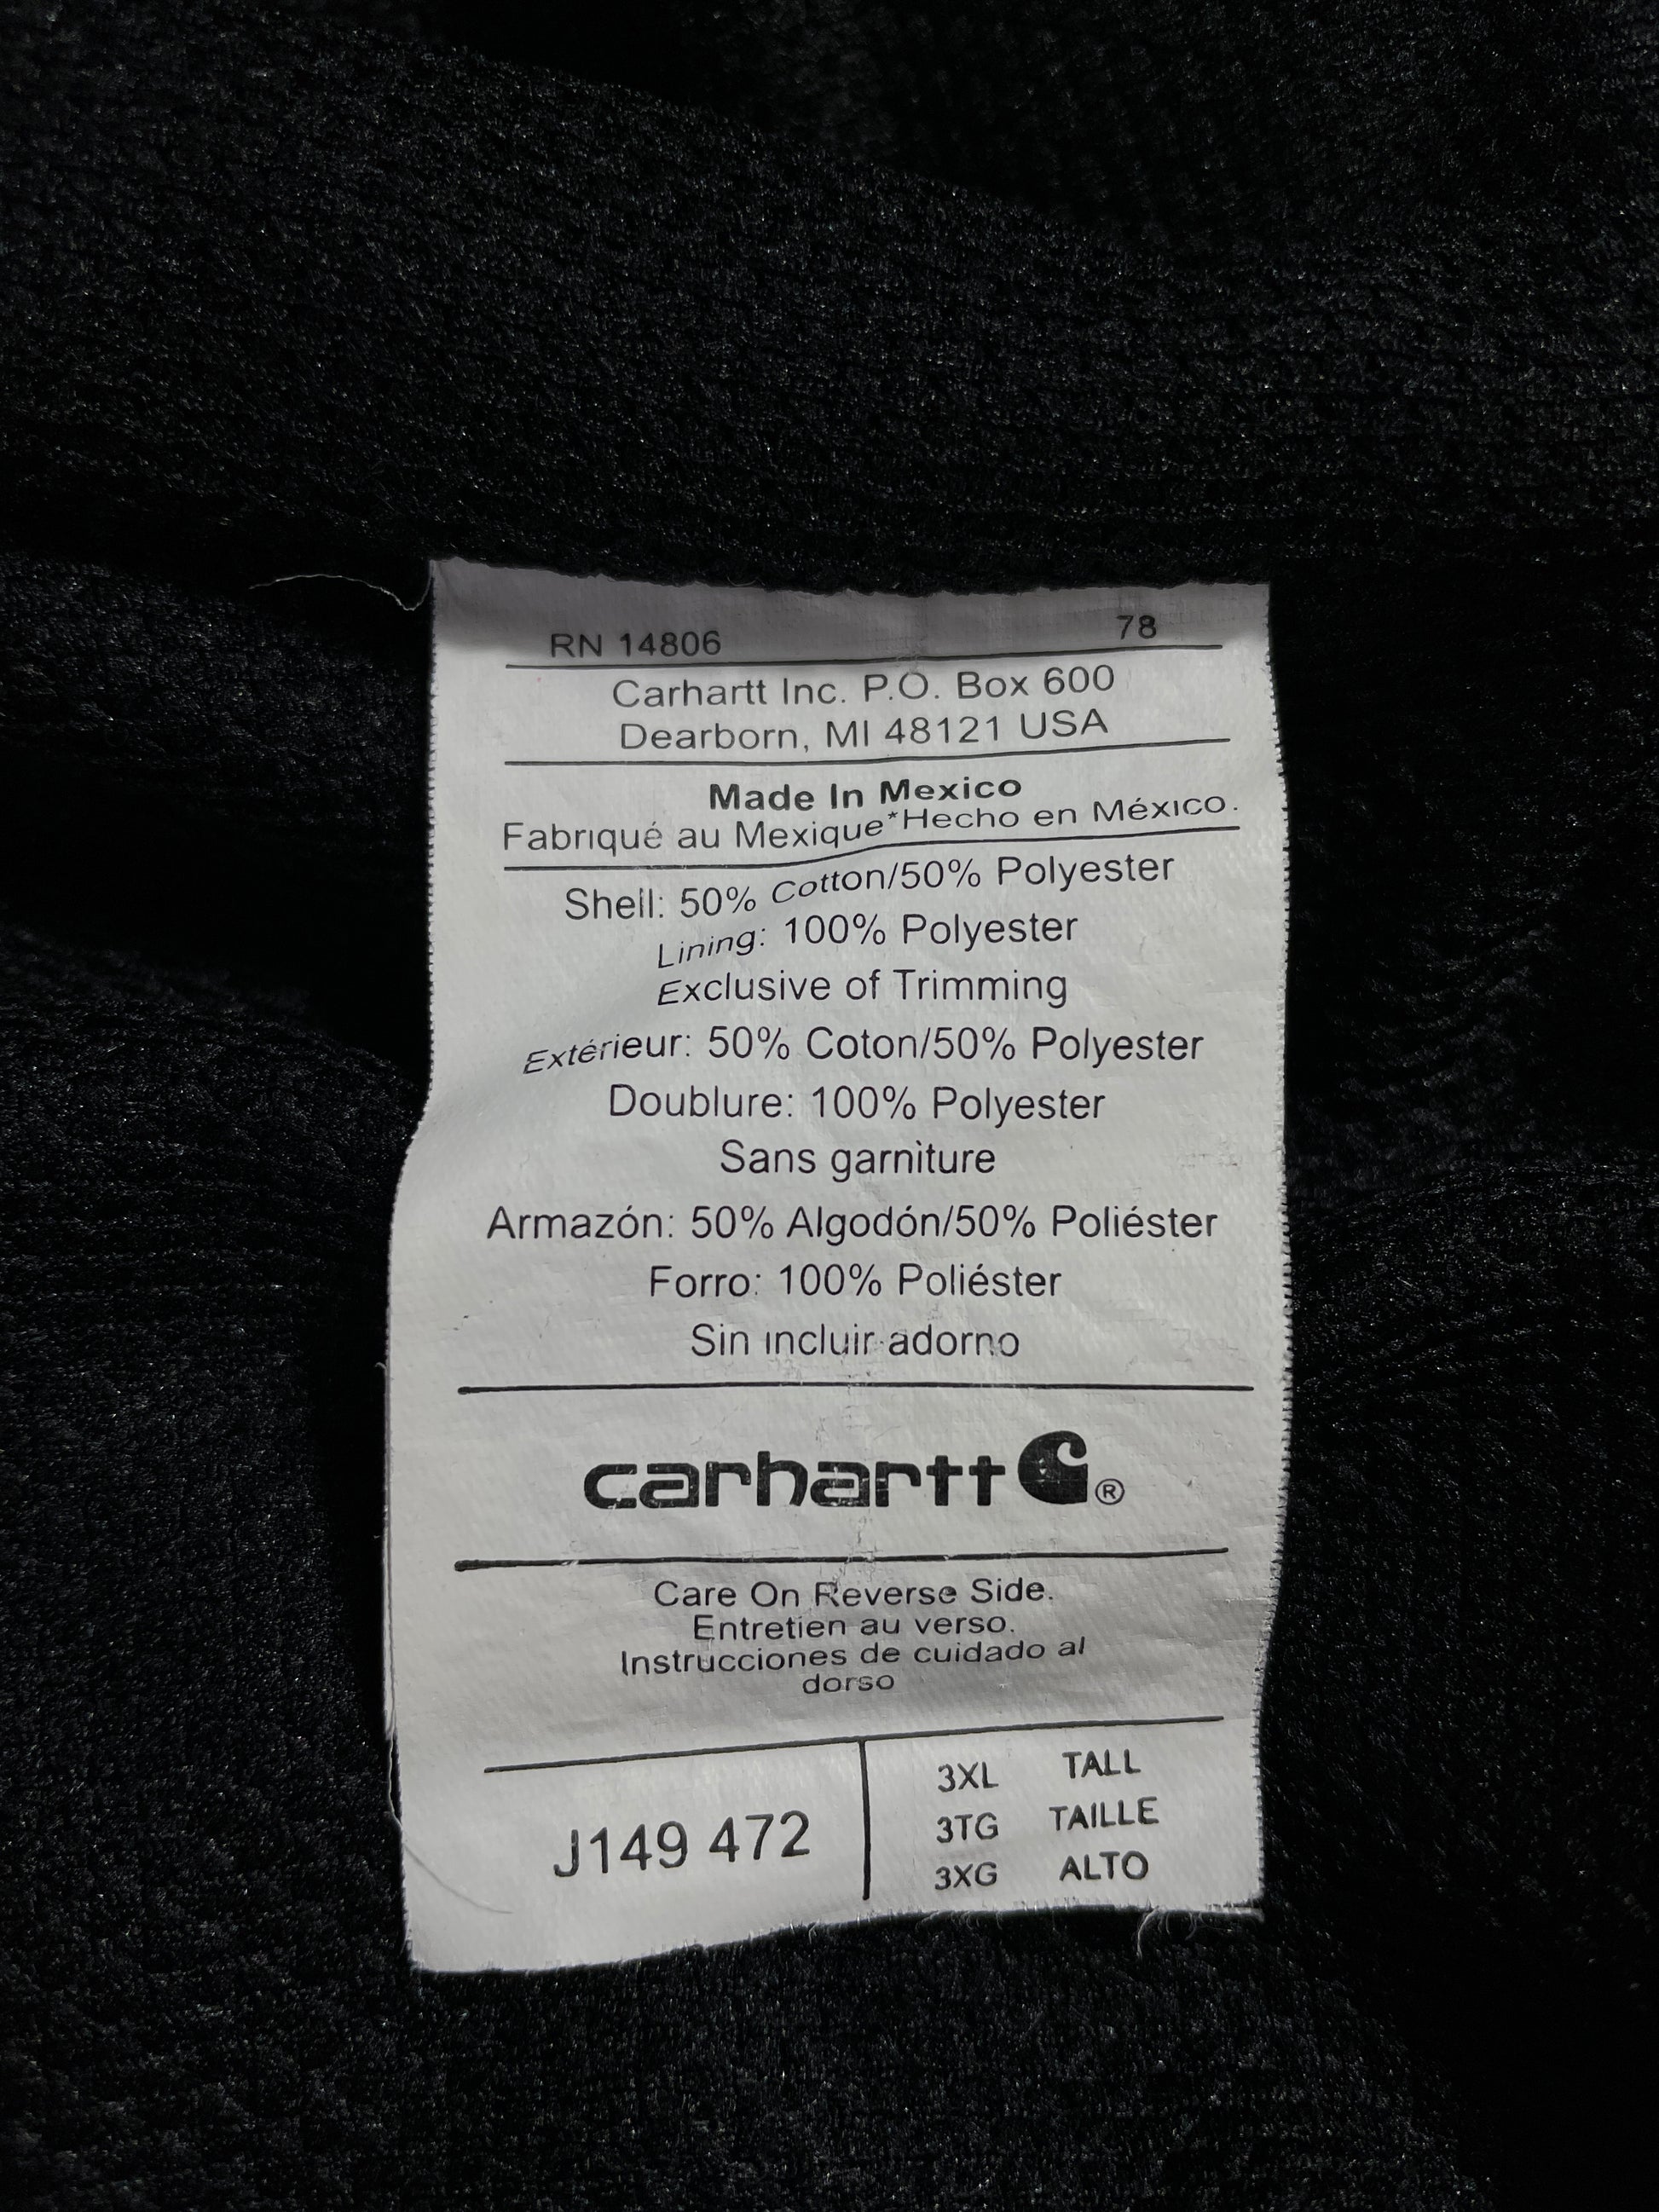 RN 14806 78
Carhartt Inc. P.O. Box 600
Dearborn, MI 48121 USA
Made In Mexico
Fabriqué au Mexique*Hecho en México.
Shell: 50% Cotton/50% Polyester
Lining: 100% Polyester
Exclusive of Trimming
Extérieur: 50% Coton/50% Polyester
Doublure: 100% Polyester
Sans garniture
Armazón: 50% Algodón/50% Poliéster
Forro: 100% Poliéster
Sin incluir adorno
carhartt ®
Care On Reverse Side.
Entretien au verso.
Instrucciones de cuidado al
dorso
J149 472
3XL TALL
3TG TAILLE
3XG ALTO